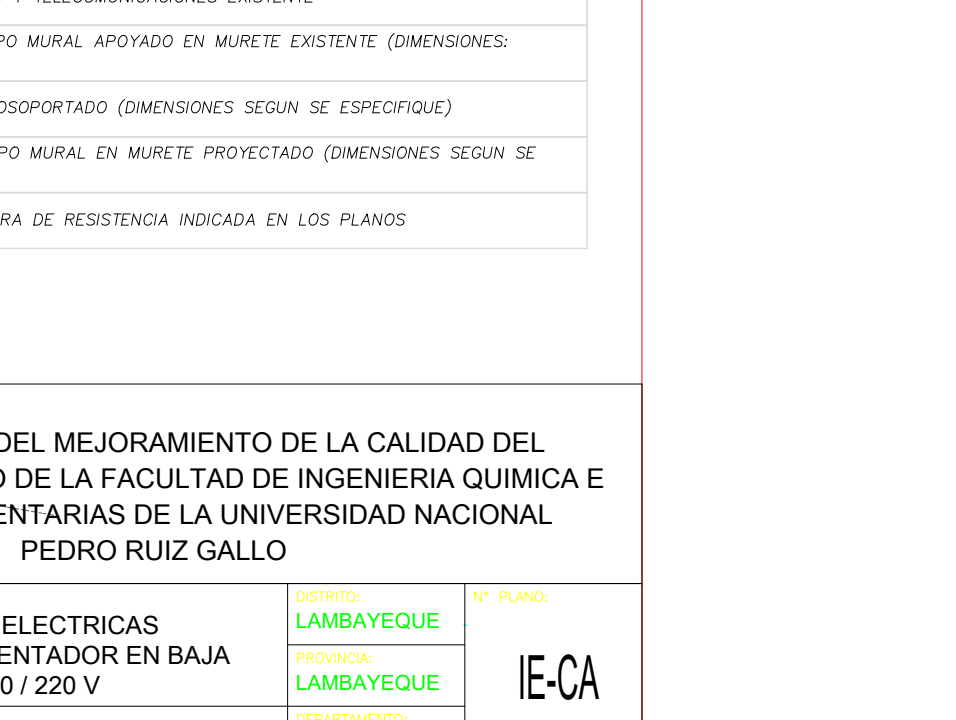 TELECOMUNICACIONES EXISTENTE
PO MURAL APOYADO EN MURETE EXISTENTE (DIMENSIONES:
OSOPORTADO (DIMENSIONES SEGUN SE ESPECIFIQUE)
PO MURAL EN MURETE PROYECTADO (DIMENSIONES SEGUN SE
RA DE RESISTENCIA INDICADA EN LOS PLANOS
DEL MEJORAMIENTO DE LA CALIDAD DEL
O DE LA FACULTAD DE INGENIERIA QUIMICA E
ENTARIAS DE LA UNIVERSIDAD NACIONAL
PEDRO RUIZ GALLO
ELECTRICAS
ENTADOR EN BAJA
0 / 220 V
DISTRITO:
LAMBAYEQUE
PROVINCIA:
LAMBAYEQUE
DEPARTAMENTO:
N° PLANO:
IE-CA